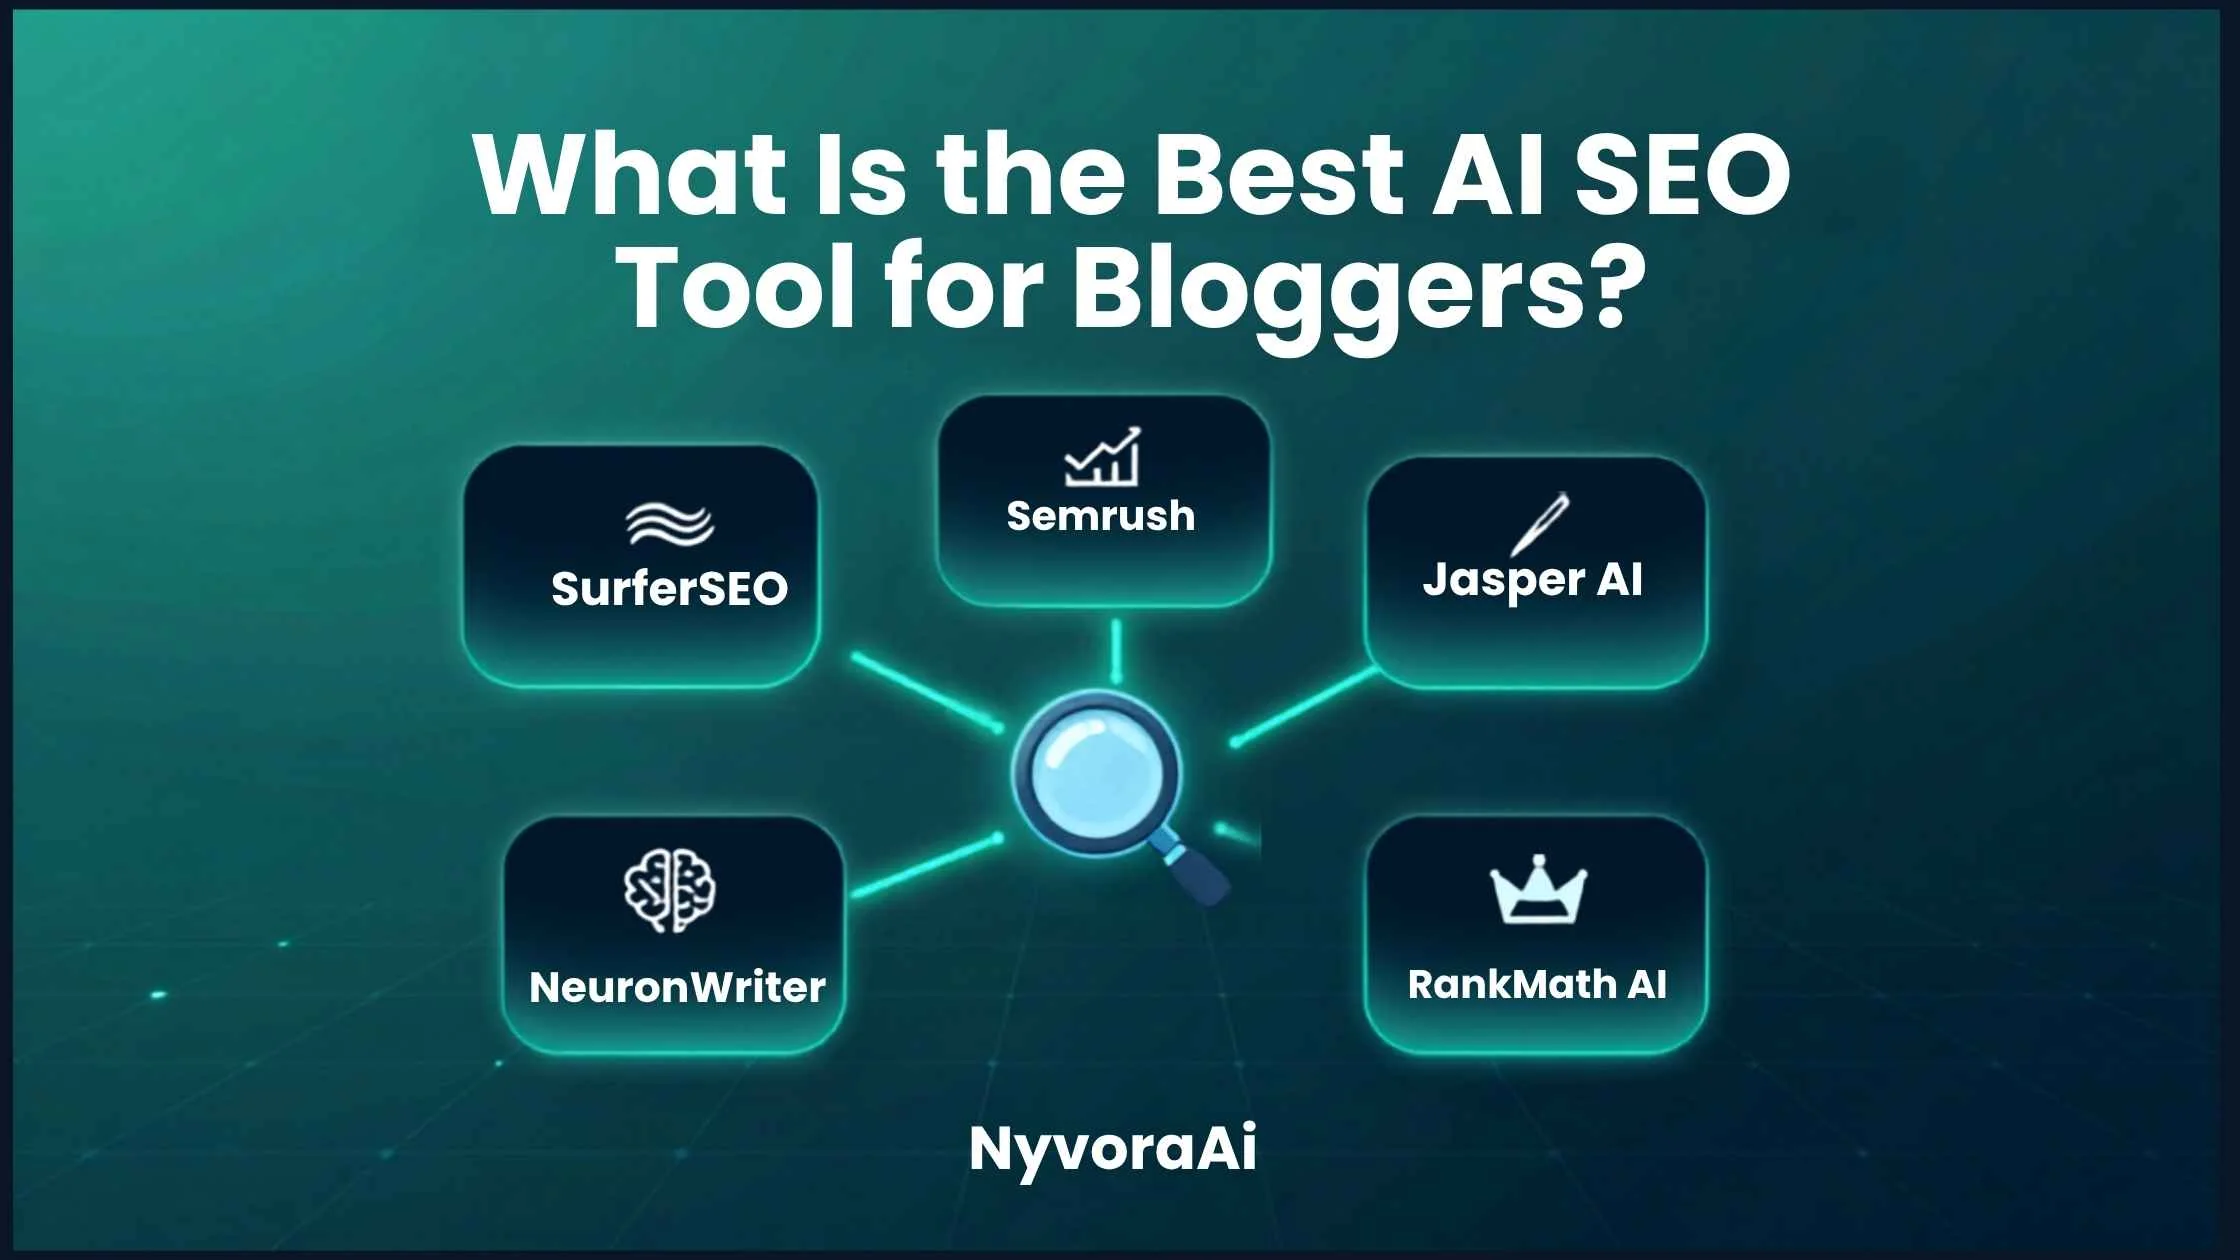 What Is the Best AI SEO
Tool for Bloggers?
Semrush
SurferSEO
Jasper AI
NeuronWriter
RankMath AI
NyvoraAi